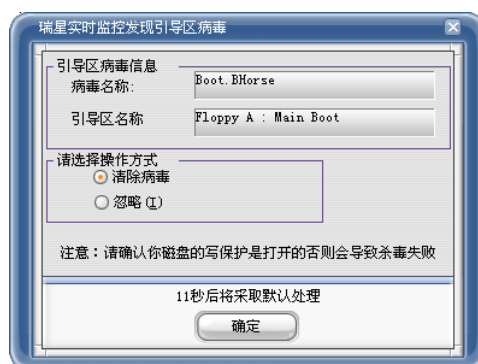 瑞星实时监控发现引导区病毒
引导区病毒信息
病毒名称:
Boot.BHorse
引导区名称
Floppy A : Main Boot
请选择操作方式
清除病毒
忽略(I)
注意：请确认你磁盘的写保护是打开的否则会导致杀毒失败
11秒后将采取默认处理
确定